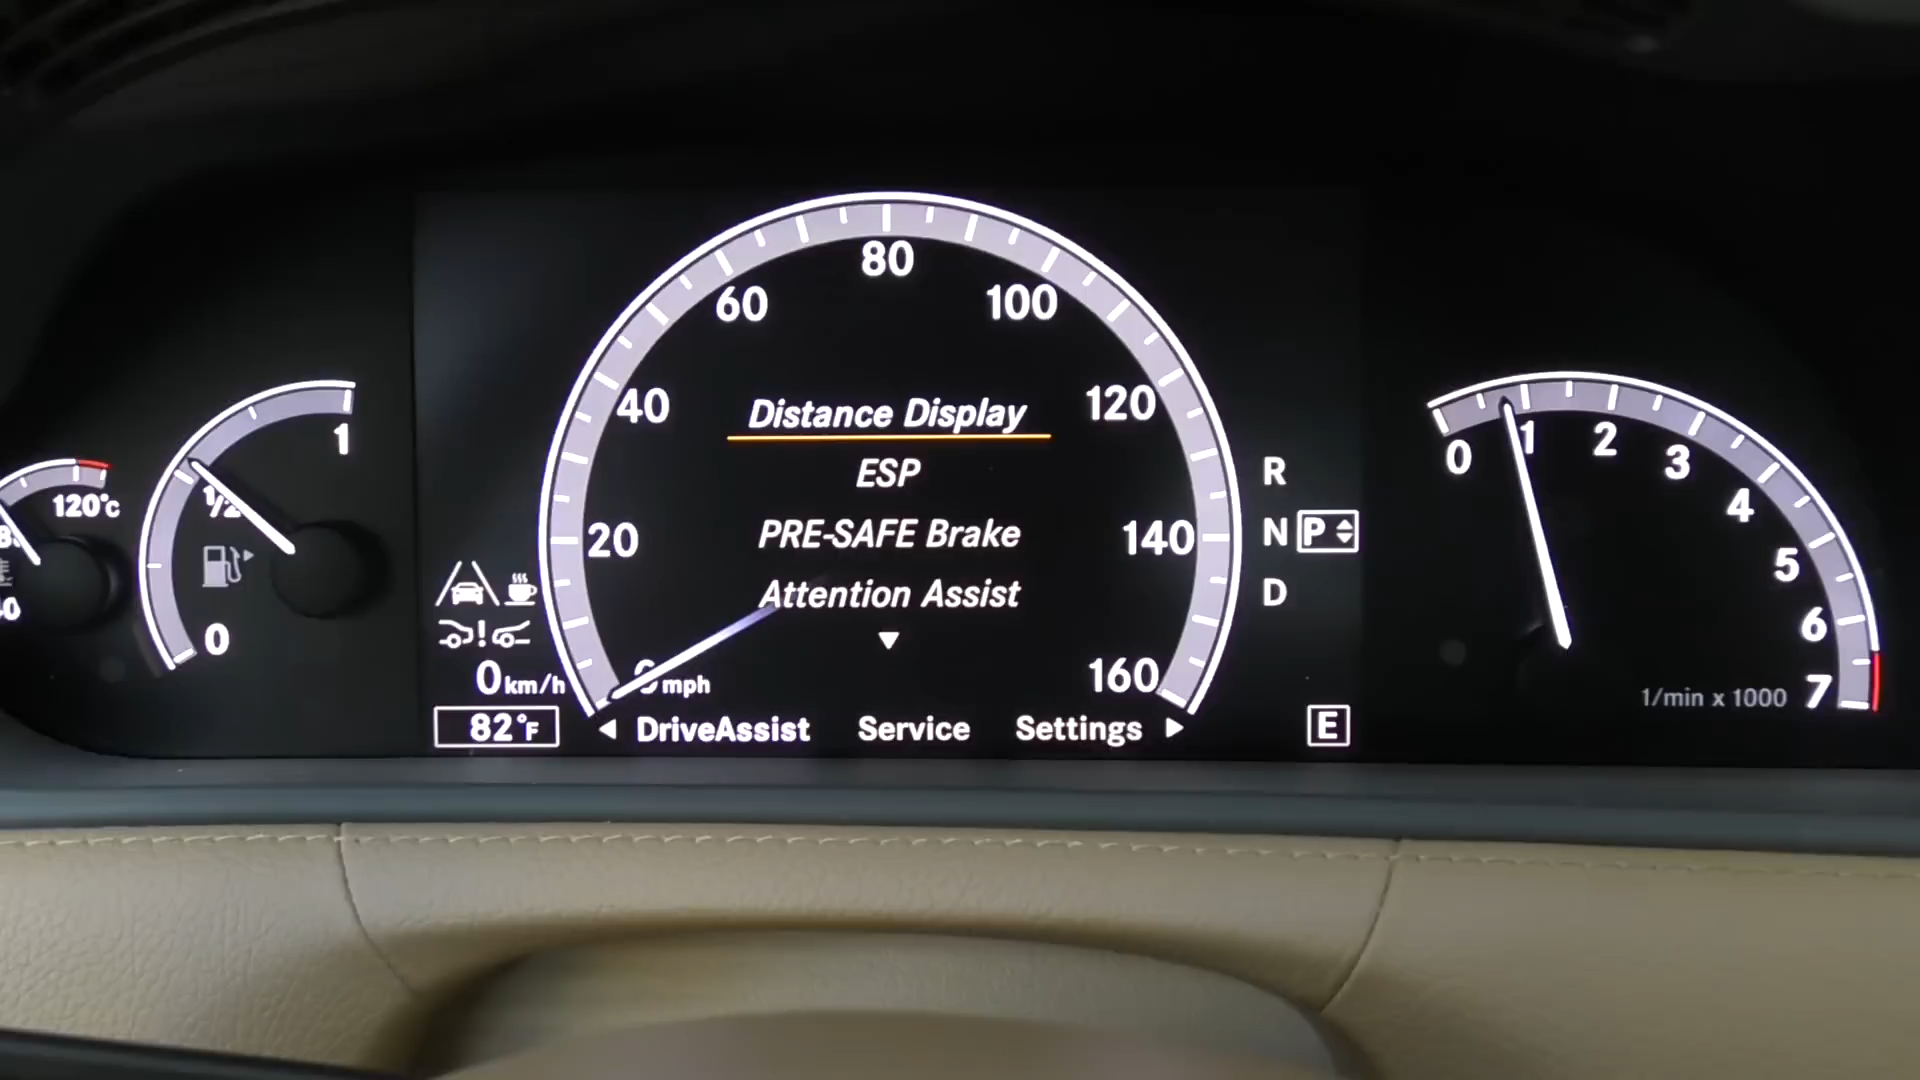 80
60
100
40
120
Distance Display
1
ESP
R
0
1
2
3
120°C
½
4
20
PRE-SAFE Brake
140
N P
5
Attention Assist
D
0
6
0 km/h
mph
160
1/min x 1000
7
82°F
DriveAssist
Service
Settings
E